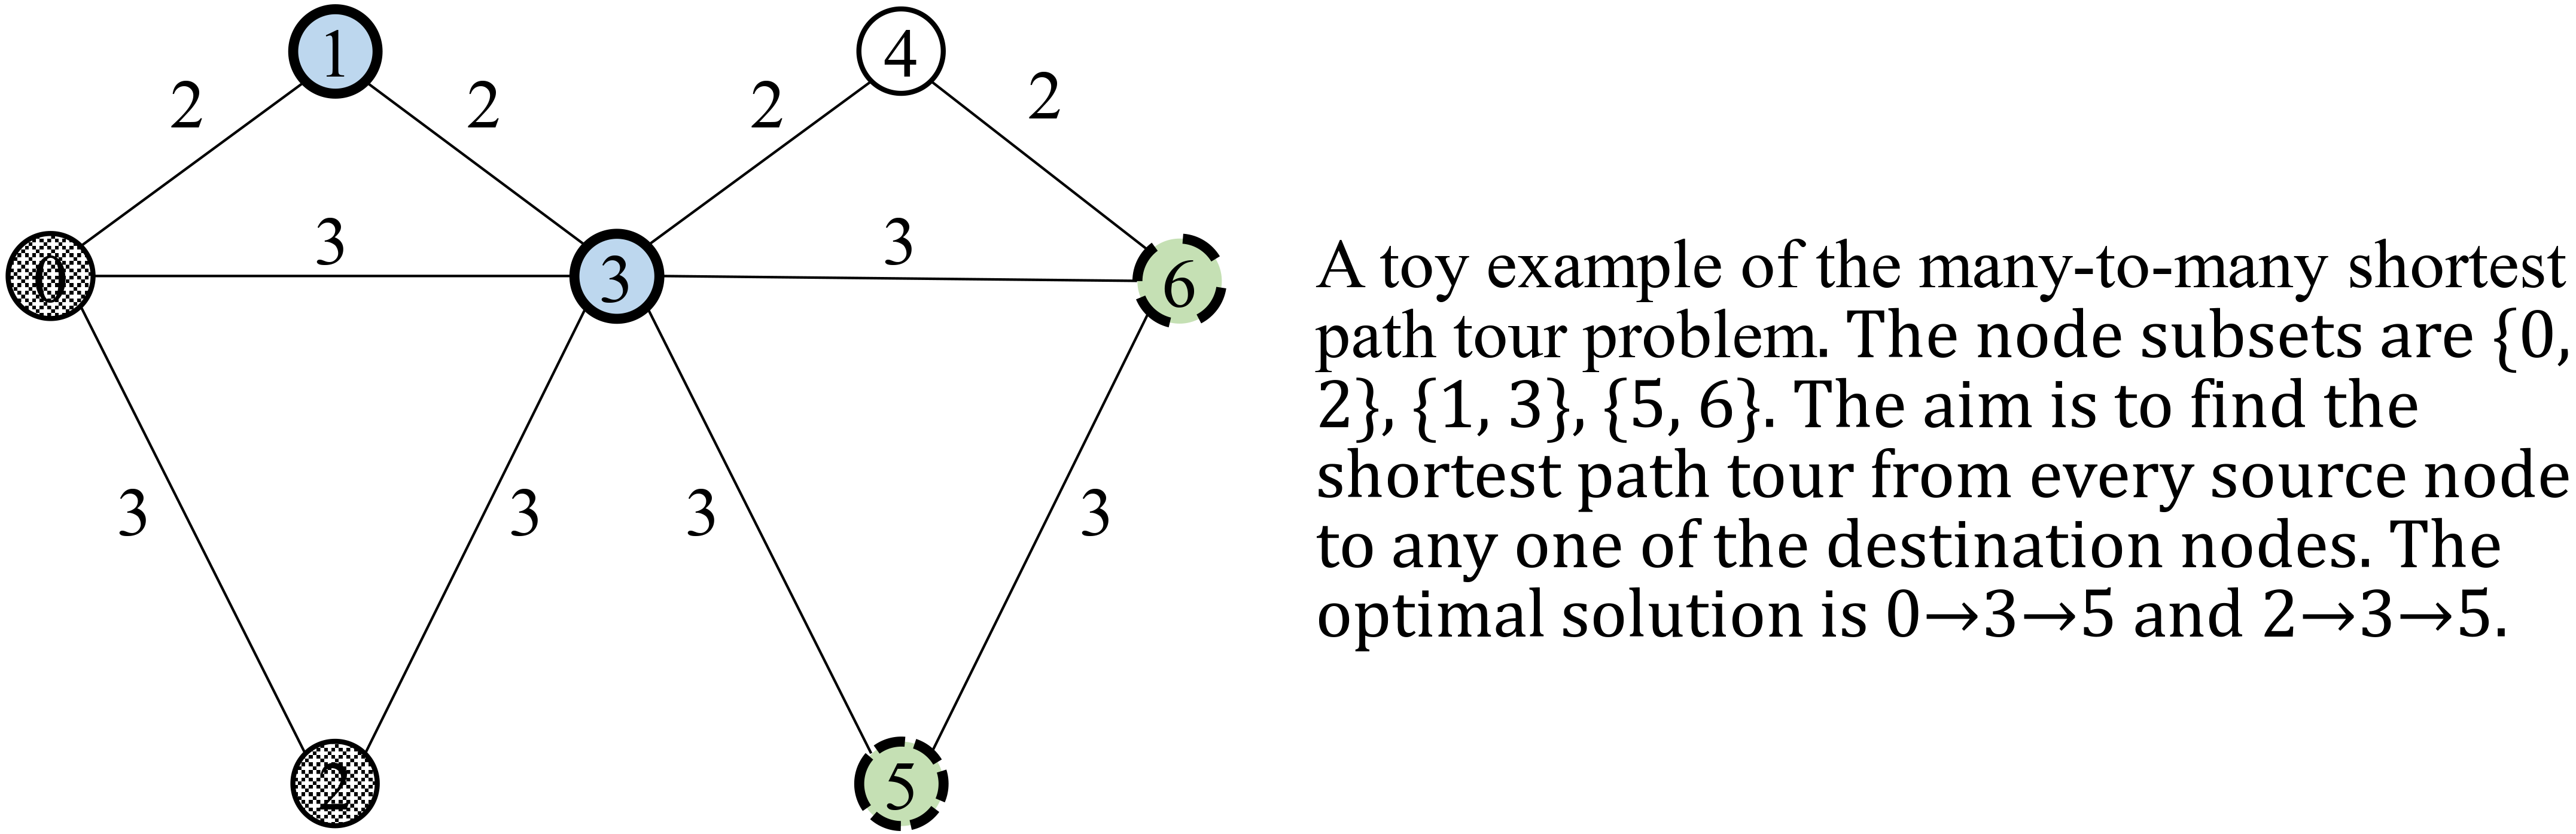 1
4
2
2
2
2
0
3
3
3
6
3
3
3
3
2
5
A toy example of the many-to-many shortest
path tour problem. The node subsets are {0,
2}, {1, 3}, {5, 6}. The aim is to find the
shortest path tour from every source node
to any one of the destination nodes. The
optimal solution is 0→3→5 and 2→3→5.